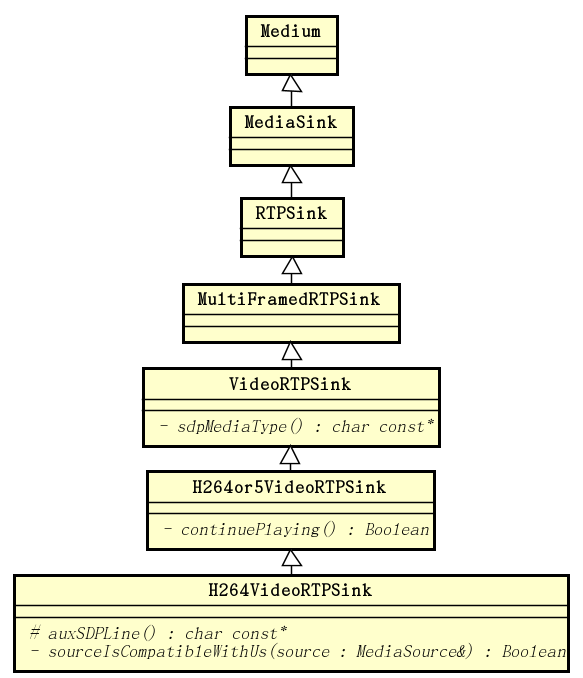 Medium
MediaSink
RTPSink
MultiFramedRTPSink
VideoRTPSink
- sdpMediaType() : char const*
H264or5VideoRTPSink
- continuePlaying() : Boolean
H264VideoRTPSink
# auxSDPLine() : char const*
- sourceIsCompatibleWithUs(source : MediaSource&) : Boolean